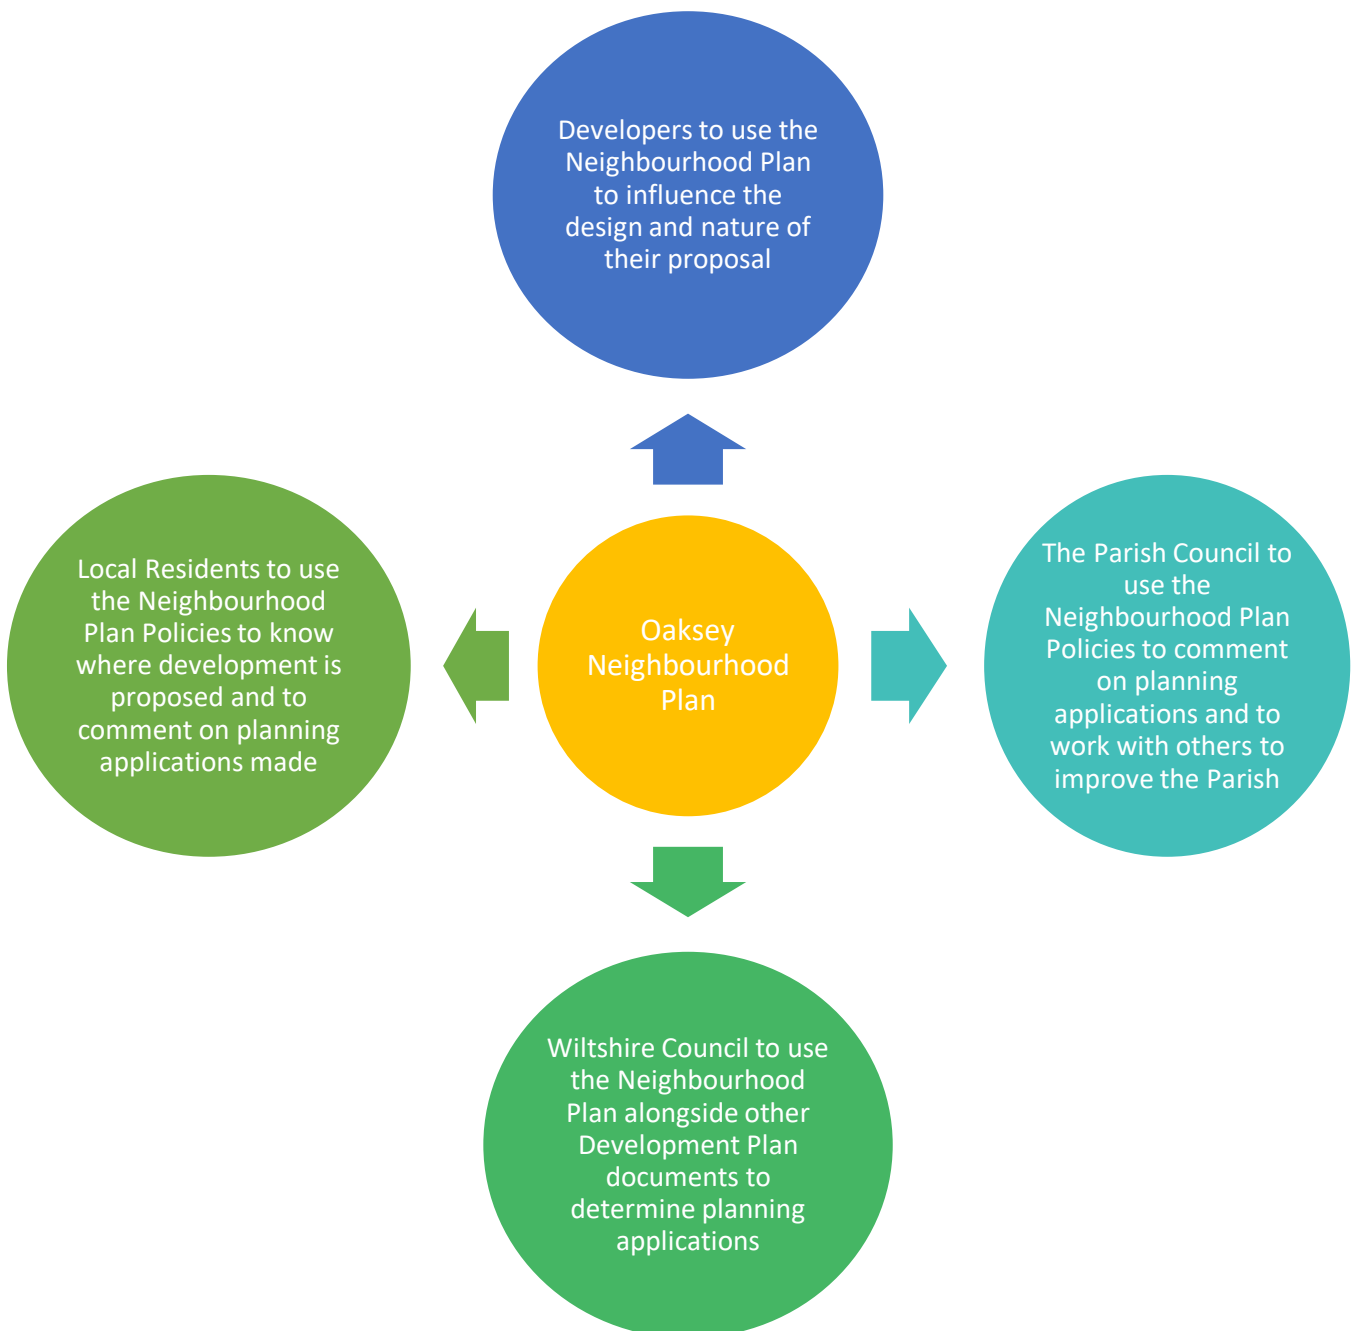 Developers to use the
Neighbourhood Plan
to influence the
design and nature of
their proposal
Local Residents to use
the Neighbourhood
Plan Policies to know
where development is
proposed and to
comment on planning
applications made
Oaksey
Neighbourhood
Plan
The Parish Council to
use the
Neighbourhood Plan
Policies to comment
on planning
applications and to
work with others to
improve the Parish
Wiltshire Council to use
the Neighbourhood
Plan alongside other
Development Plan
documents to
determine planning
applications